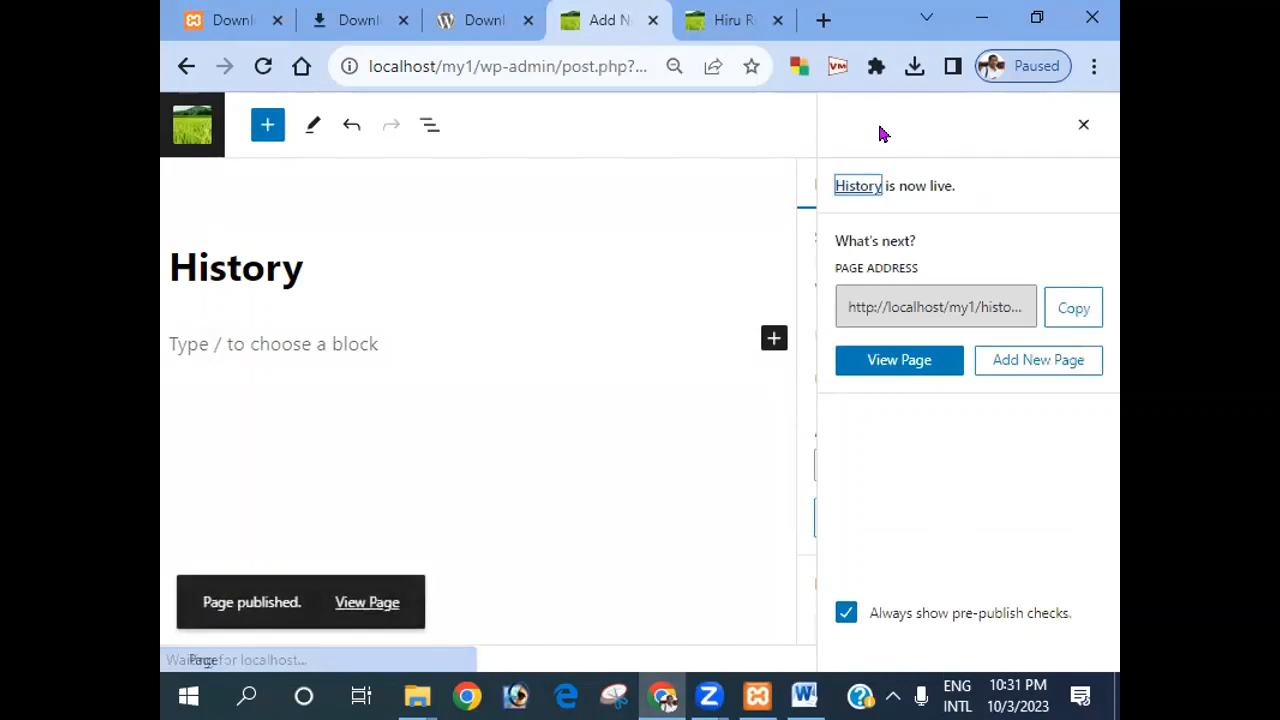 Downl
Downl
Downl
Add N
Hiru R
localhost/my1/wp-admin/post.php?...
VM
Paused
History is now live.
What's next?
PAGE ADDRESS
http://localhost/my1/histo...
Copy
View Page
Add New Page
History
Type / to choose a block
Page published.
View Page
Always show pre-publish checks.
Page
ENG
INTL
10:31 PM
10/3/2023